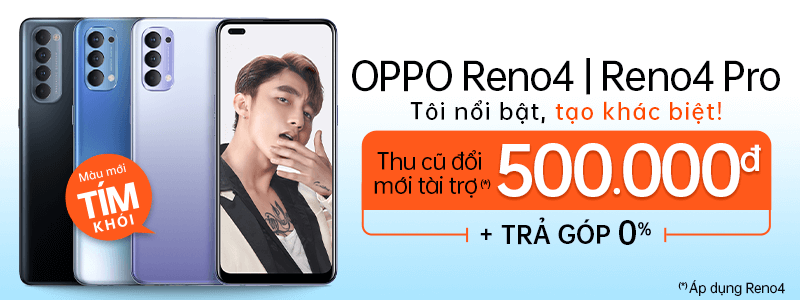 OPPO Reno4 | Reno4 Pro
Tôi nổi bật, tạo khác biệt!
Thu cũ đổi
mới tài trợ (*)
500.000đ
+ TRẢ GÓP 0%
Màu mới
TÍM
KHÓI
(*) Áp dụng Reno4